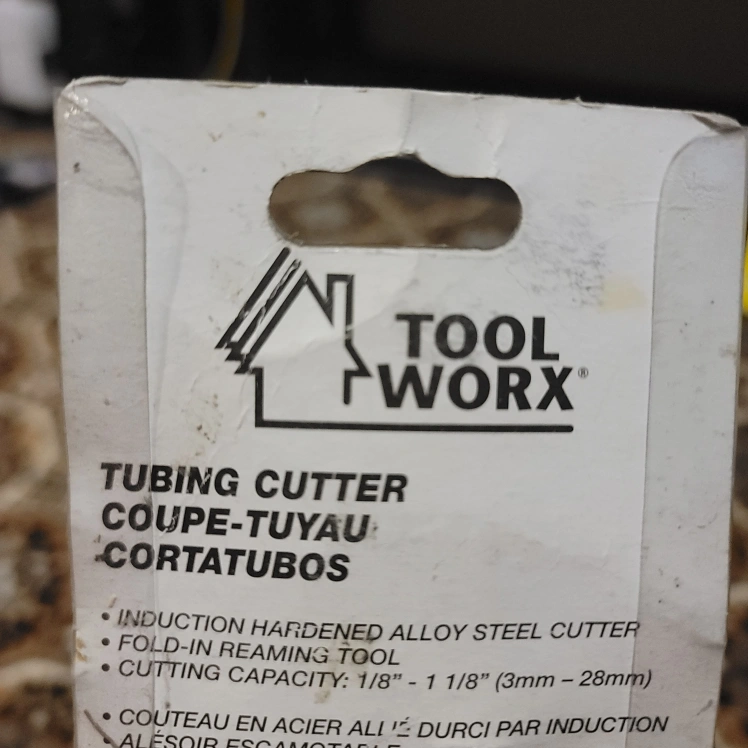 TOOL
WORX®
TUBING CUTTER
COUPE-TUYAU
CORTATUBOS
• INDUCTION HARDENED ALLOY STEEL CUTTER
• FOLD-IN REAMING TOOL
• CUTTING CAPACITY: 1/8” - 1 1/8” (3mm – 28mm)
• COUTEAU EN ACIER DURCI PAR INDUCTION
• ALÉSOIR